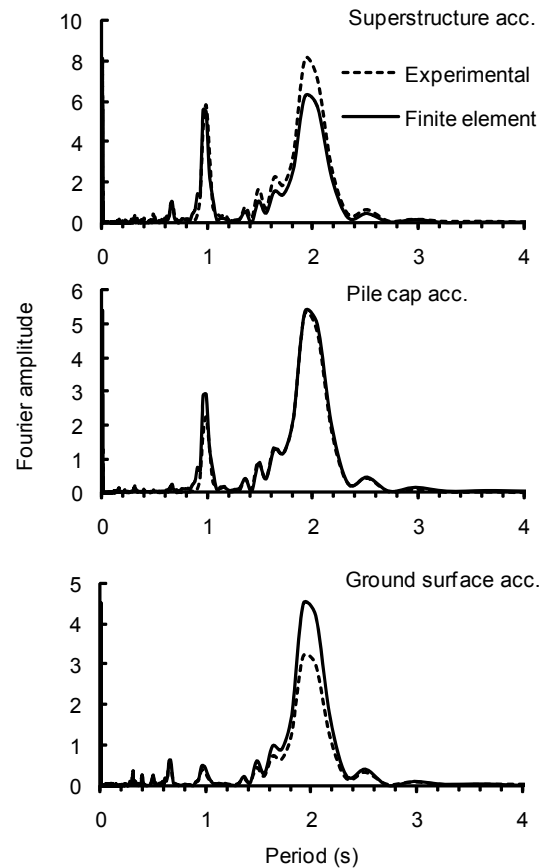 Superstructure acc.
10
8
6
4
2
0
Experimental
Finite element
0 1 2 3 4
Pile cap acc.
6
5
4
3
2
1
0
0 1 2 3 4
Fourier amplitude
Ground surface acc.
5
4
3
2
1
0
0 1 2 3 4
Period (s)